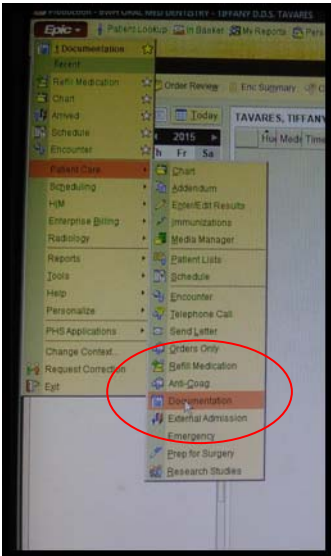 Production - BWH ORAL MED DENTISTRY - TIFFANY D.D.S. TAVARES
Epic Patient Lookup In Basket My Reports
1 Documentation
Recent
Refill Medication
Chart
Arrived
Schedule
Encounter
Patient Care
Scheduling
HIM
Enterprise Billing
Radiology
Reports
Tools
Help
Personalize
PHS Applications
Change Context...
Request Correction
Exit
Order Review Enc Summary
Today TAVARES, TIFFANY
2015
Fr Sa
Time
Chart
Addendum
Enter/Edit Results
Immunizations
Media Manager
Patient Lists
Schedule
Encounter
Telephone Call
Send Letter
Orders Only
Refill Medication
Anti-Coag
Documentation
External Admission
Emergency
Prep for Surgery
Research Studies